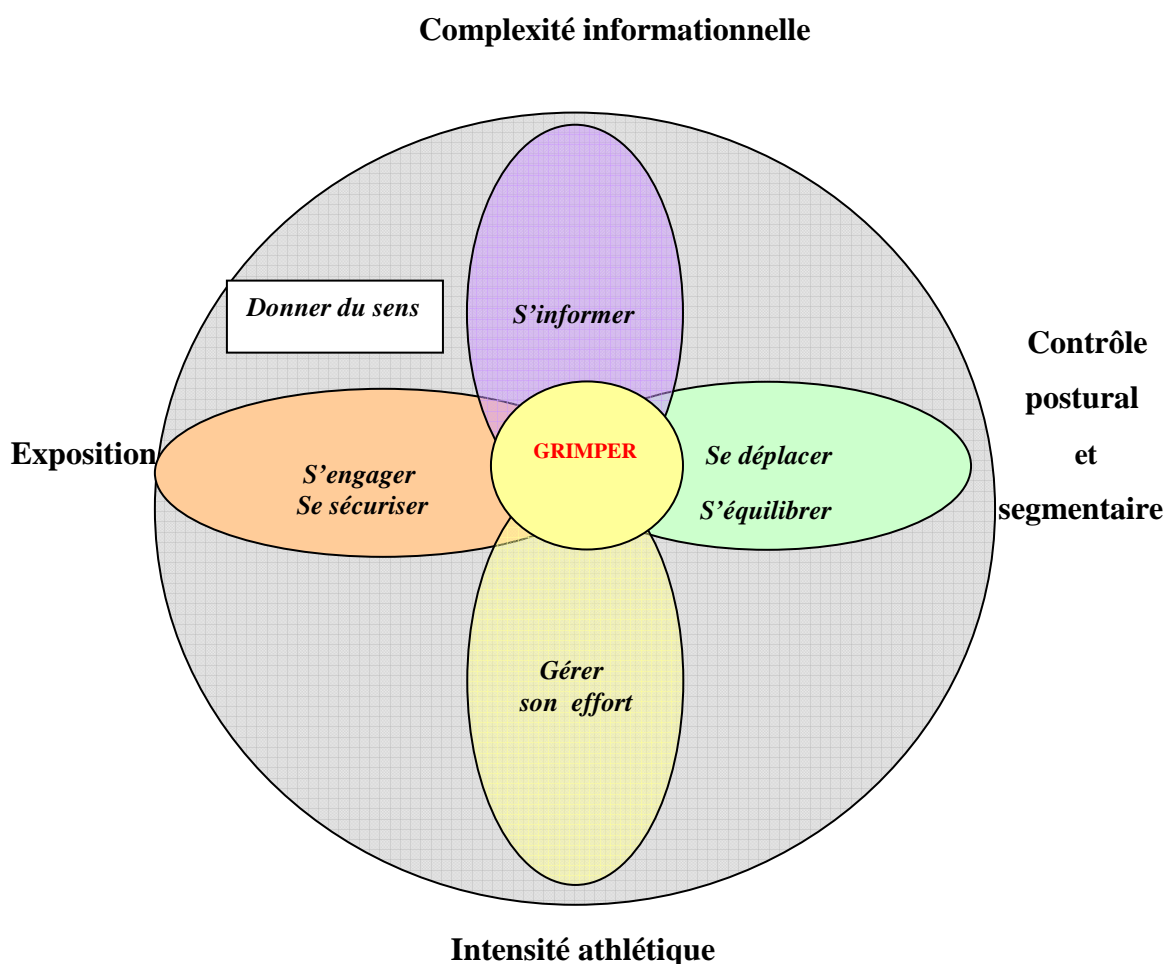 Complexité informationnelle
Donner du sens
S’informer
Contrôle
postural
et
segmentaire
Exposition
S’engager
Se sécuriser
GRIMPER
Se déplacer
S’équilibrer
Gérer
son effort
Intensité athlétique